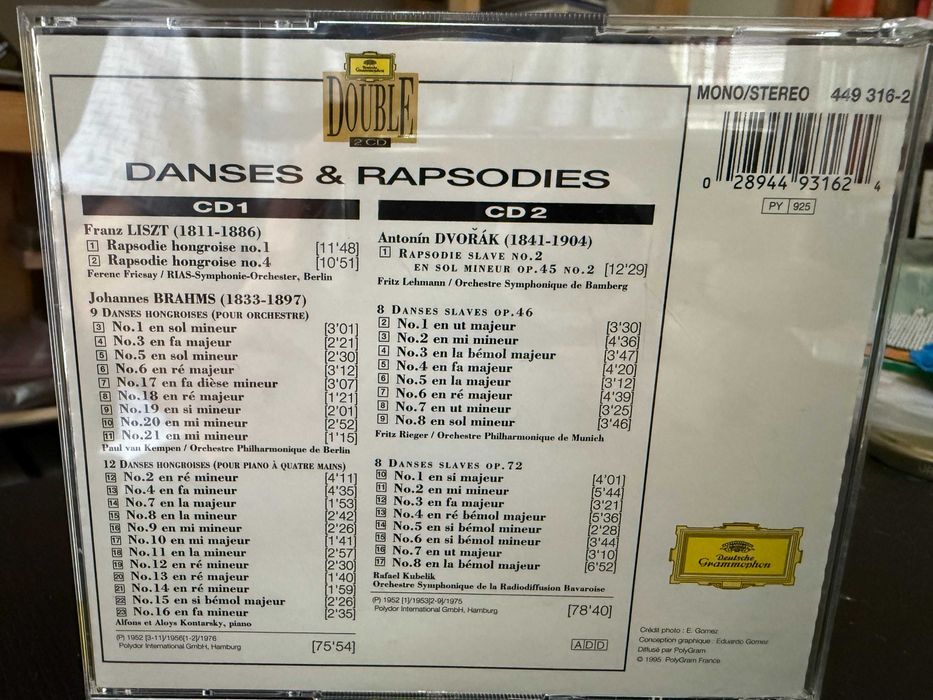 Deutsche
Grammophon
DOUBLE
2 CD
MONO/STEREO 449 316-2
0 28944 93162 4
PY 925
DANSES & RAPSODIES
CD 1
Franz LISZT (1811-1886)
1 Rapsodie hongroise no.1 [11'48]
2 Rapsodie hongroise no.4 [10'51]
Ferenc Fricsay / RIAS-Symphonie-Orchester, Berlin
Johannes BRAHMS (1833-1897)
9 DANSES HONGROISES (POUR ORCHESTRE)
3 No.1 en sol mineur [3'01]
4 No.3 en fa majeur [2'21]
5 No.5 en sol mineur [2'30]
6 No.6 en ré majeur [3'12]
7 No.17 en fa dièse mineur [3'07]
8 No.18 en ré majeur [1'21]
9 No.19 en si mineur [2'01]
10 No.20 en mi mineur [2'52]
11 No.21 en mi mineur [1'15]
Paul van Kempen / Orchestre Philharmonique de Berlin
12 DANSES HONGROISES (POUR PIANO À QUATRE MAINS)
12 No.2 en ré mineur [4'11]
13 No.4 en fa mineur [4'35]
14 No.7 en la majeur [1'53]
15 No.8 en la mineur [2'42]
16 No.9 en mi mineur [2'26]
17 No.10 en mi majeur [1'41]
18 No.11 en la mineur [2'57]
19 No.12 en ré mineur [2'30]
20 No.13 en ré majeur [1'40]
21 No.14 en ré mineur [1'59]
22 No.15 en si bémol majeur [2'26]
23 No.16 en fa mineur [2'35]
Alfons et Aloys Kontarsky, piano
(P) 1952 [3-11]/1956[1-2]/1976
Polydor International GmbH, Hamburg [75'54]
CD 2
Antonín DVOŘÁK (1841-1904)
1 RAPSODIE SLAVE NO.2
EN SOL MINEUR OP.45 NO.2 [12'29]
Fritz Lehmann / Orchestre Symphonique de Bamberg
8 DANSES SLAVES OP.46
2 No.1 en ut majeur [3'30]
3 No.2 en mi mineur [4'36]
4 No.3 en la bémol majeur [3'47]
5 No.4 en fa majeur [4'20]
6 No.5 en la majeur [3'12]
7 No.6 en ré majeur [4'39]
8 No.7 en ut mineur [3'25]
9 No.8 en sol mineur [3'46]
Fritz Rieger / Orchestre Philharmonique de Munich
8 DANSES SLAVES OP.72
10 No.1 en si majeur [4'01]
11 No.2 en mi mineur [5'44]
12 No.3 en fa majeur [3'21]
13 No.4 en ré bémol majeur [5'36]
14 No.5 en si bémol mineur [2'28]
15 No.6 en si bémol majeur [3'44]
16 No.7 en ut majeur [3'10]
17 No.8 en la bémol majeur [6'52]
Rafael Kubelik
Orchestre Symphonique de la Radiodiffusion Bavaroise
(P) 1952 [1]/1953[2-9]/1975
Polydor International GmbH, Hamburg [78'40]
ADD
Deutsche
Grammophon
Crédit photo : E. Gomez
Conception graphique : Eduardo Gomez
Diffusé par PolyGram
© 1995 PolyGram France